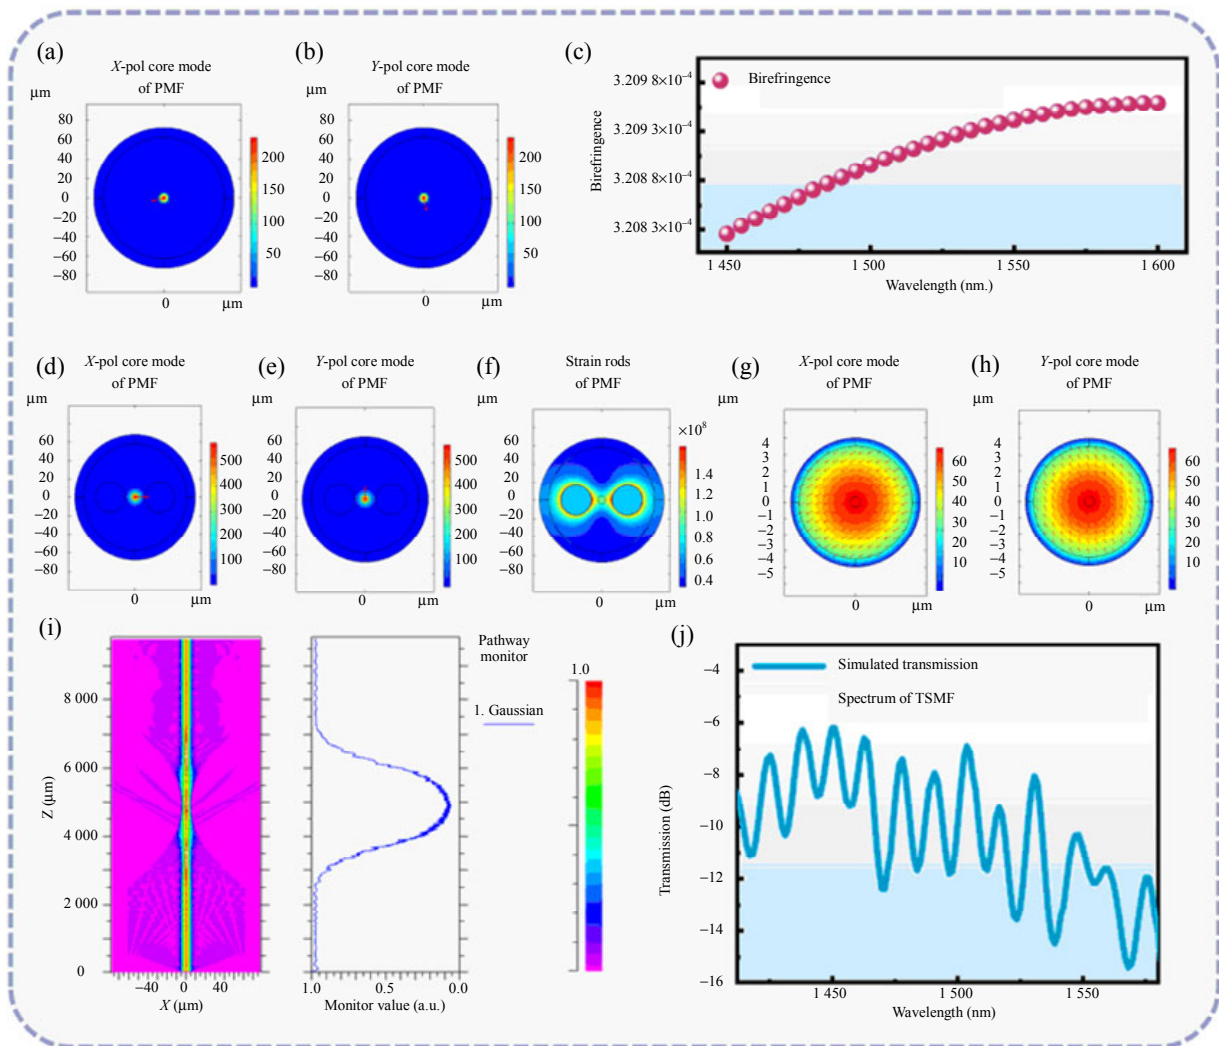 (a)
X-pol core mode
of PMF
μm
80
60
40
20
0
−20
−40
−60
−80
0
μm
200
150
100
50
(b)
Y-pol core mode
of PMF
μm
80
60
40
20
0
−20
−40
−60
−80
0
μm
200
150
100
50
(c)
Birefringence
3.209 8×10⁻⁴
3.209 3×10⁻⁴
3.208 8×10⁻⁴
3.208 3×10⁻⁴
Birefringence
1 450
1 500
1 550
1 600
Wavelength (nm.)
(d)
X-pol core mode
of PMF
μm
60
40
20
0
−20
−40
−60
−80
0
μm
500
400
300
200
100
(e)
Y-pol core mode
of PMF
μm
60
40
20
0
−20
−40
−60
−80
0
μm
500
400
300
200
100
(f)
Strain rods
of PMF
μm
60
40
20
0
−20
−40
−60
−80
0
μm
×10⁸
1.4
1.2
1.0
0.8
0.6
0.4
(g)
X-pol core mode
of PMF
μm
4
3
2
1
0
−1
−2
−3
−4
−5
0
μm
60
50
40
30
20
10
(h)
Y-pol core mode
of PMF
μm
4
3
2
1
0
−1
−2
−3
−4
−5
0
μm
60
50
40
30
20
10
(i)
Z (μm)
8 000
6 000
4 000
2 000
0
−40
0
40
X (μm)
1.0
0.5
0.0
Monitor value (a.u.)
Pathway
monitor
1. Gaussian
1.0
(j)
Simulated transmission
Spectrum of TSMF
Transmission (dB)
−4
−6
−8
−10
−12
−14
−16
1 450
1 500
1 550
Wavelength (nm)